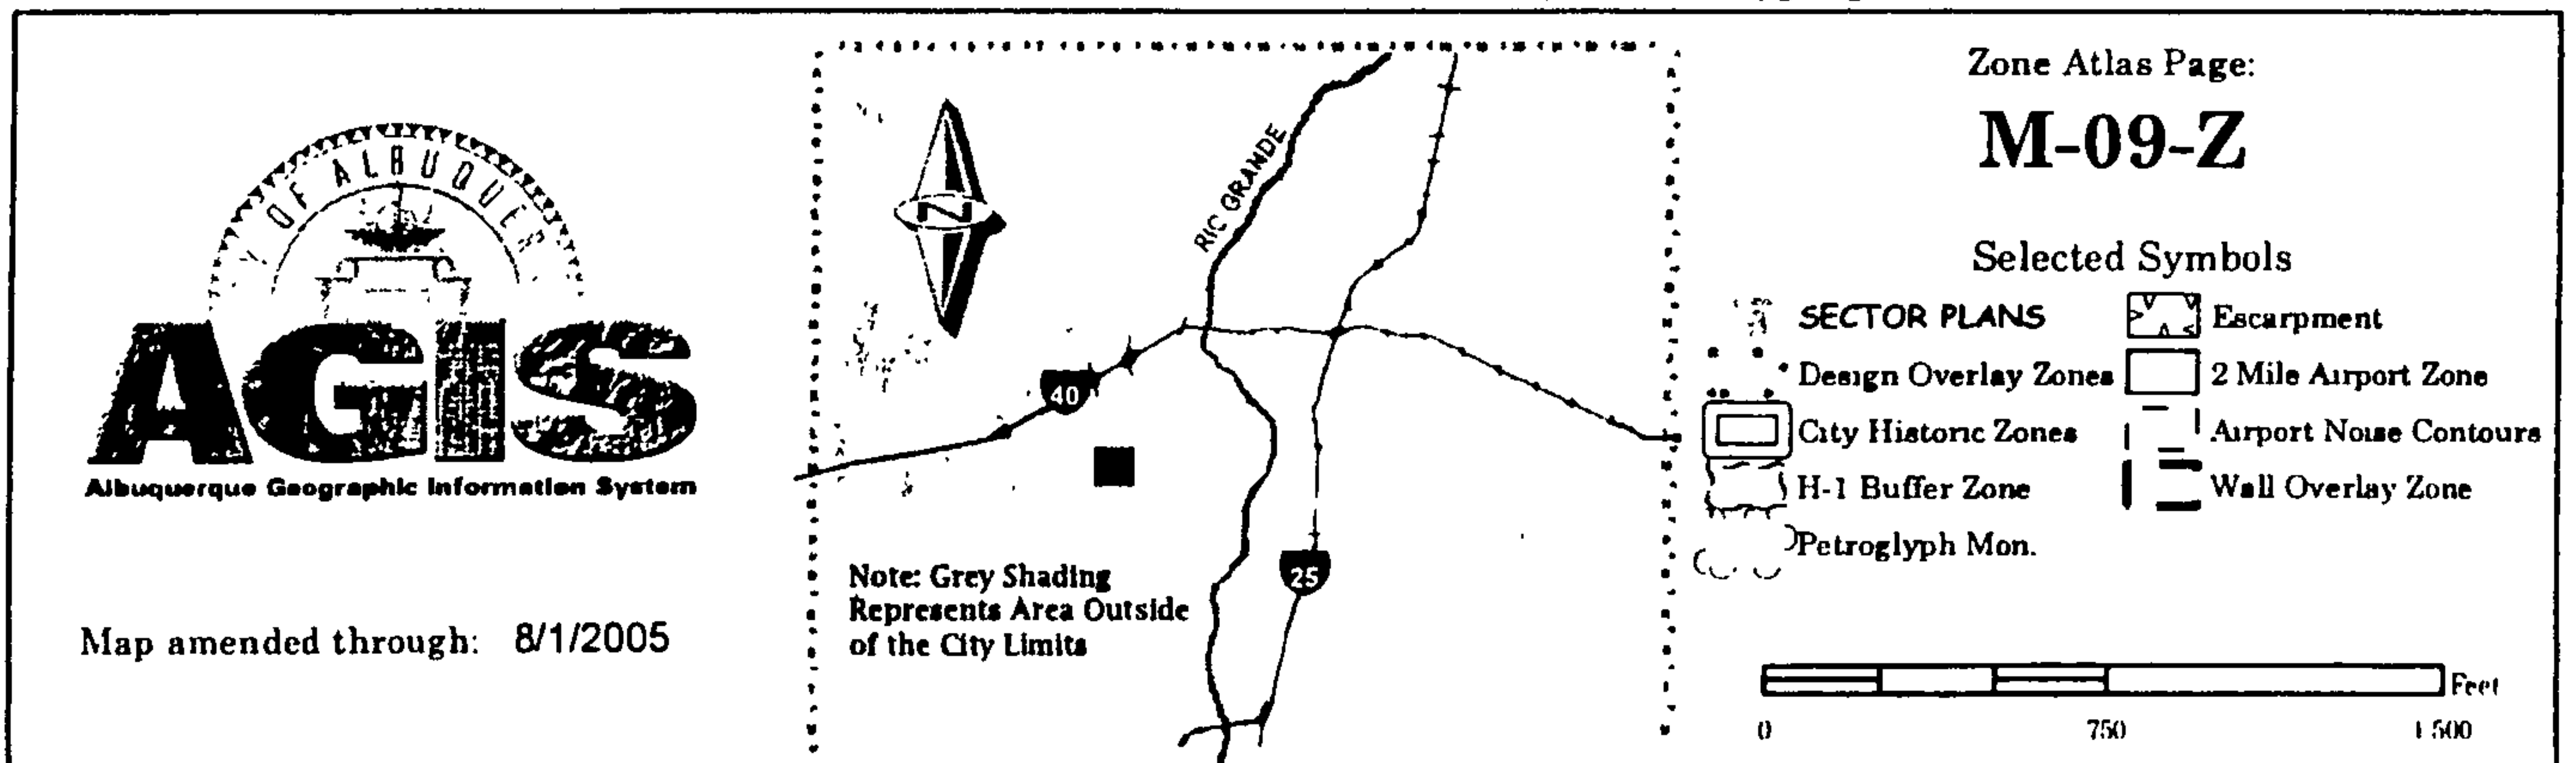 Y OF ALBUQUER
AGIS
Albuquerque Geographic Information System
Map amended through: 8/1/2005
N
RIC GRANDE
40
25
Note: Grey Shading
Represents Area Outside
of the City Limits
Zone Atlas Page:
M-09-Z
Selected Symbols
SECTOR PLANS
Escarpment
Design Overlay Zones
2 Mile Airport Zone
City Historic Zones
Airport Noise Contours
H-1 Buffer Zone
Wall Overlay Zone
Petroglyph Mon.
Feet
0 750 1 500